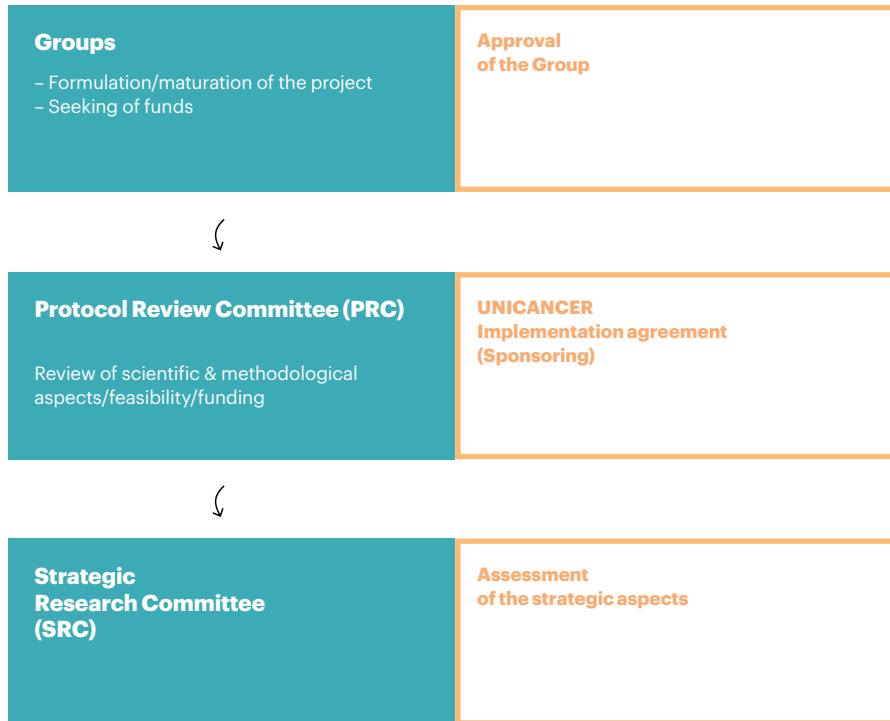 Groups
– Formulation/maturation of the project
– Seeking of funds
Approval
of the Group
Protocol Review Committee (PRC)
Review of scientific & methodological
aspects/feasibility/funding
UNICANCER
Implementation agreement
(Sponsoring)
Strategic
Research Committee
(SRC)
Assessment
of the strategic aspects